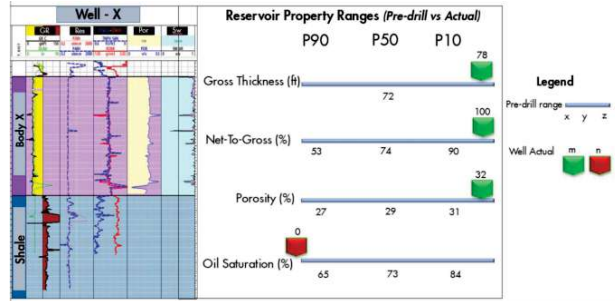 Well - X
GR
Res
Por
Sw
Body X
Shale
Reservoir Property Ranges (Pre-drill vs Actual)
P90 P50 P10
78
Gross Thickness (ft)
72
100
Net-To-Gross (%)
53 74 90
32
Porosity (%)
27 29 31
0
Oil Saturation (%)
65 73 84
Legend
Pre-drill range
x y z
m n
Well Actual